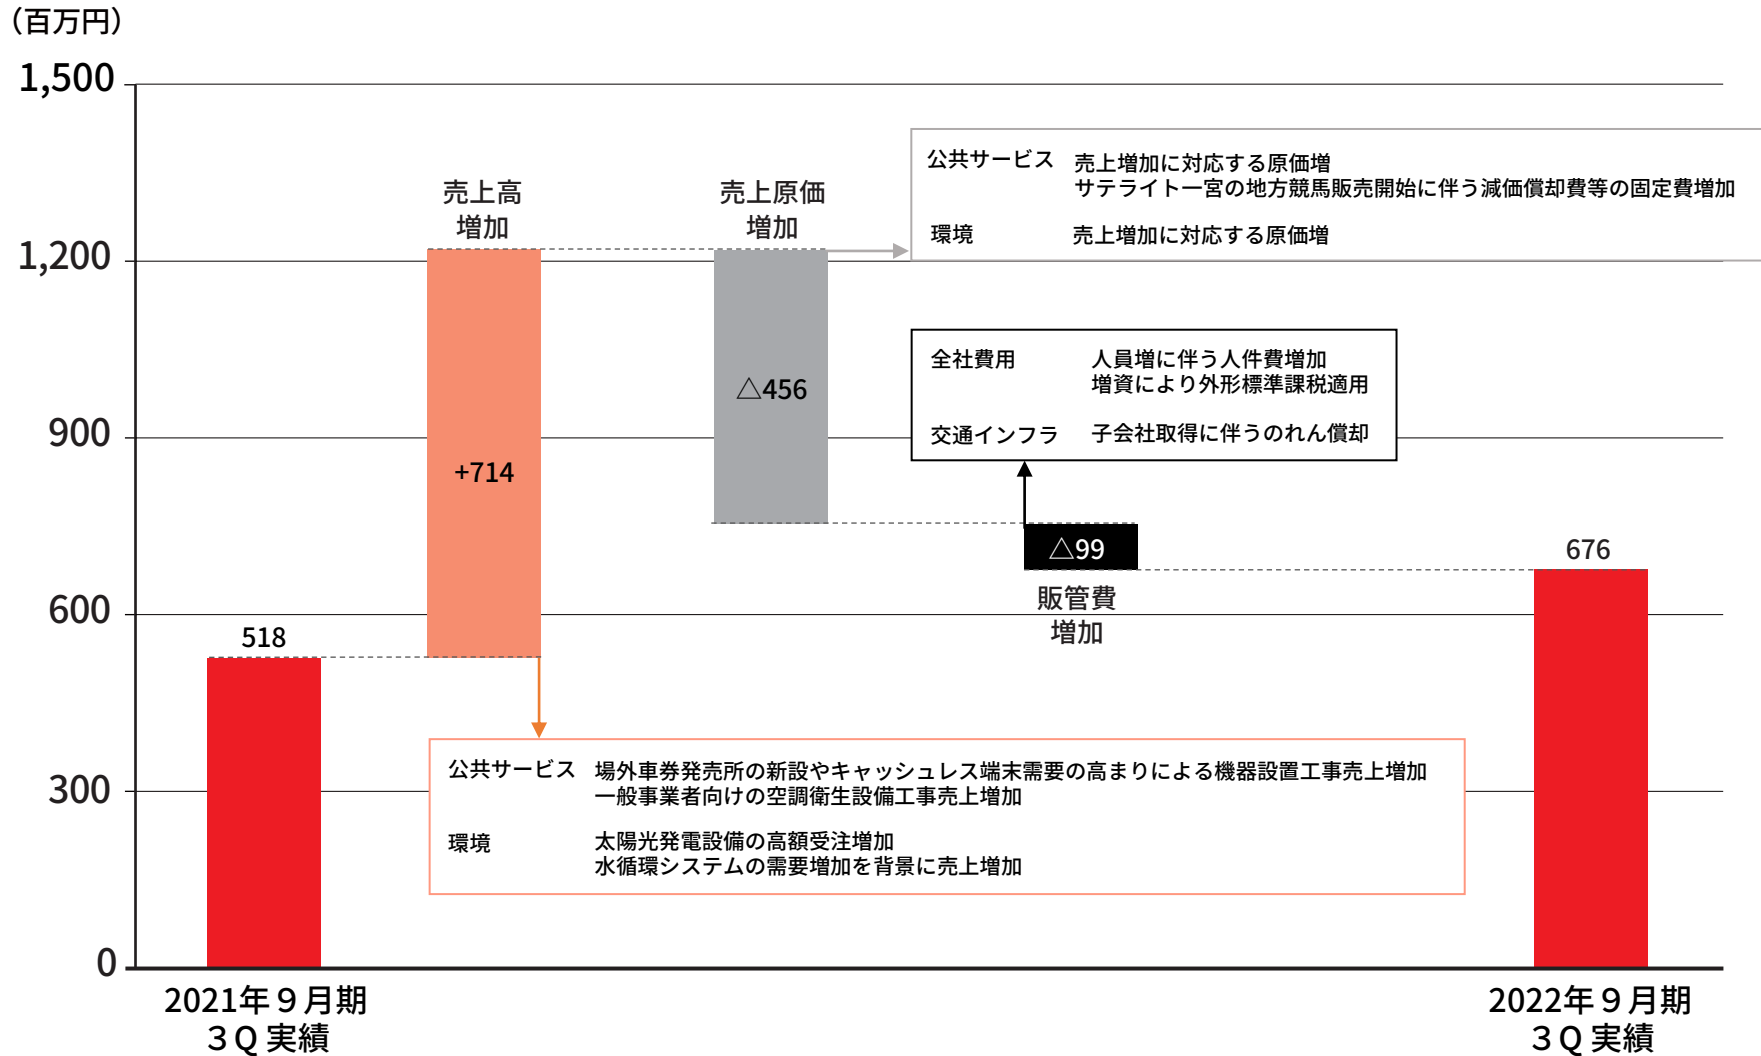 （百万円）
1,500
1,200
900
600
300
0
518
2021年９月期
３Q 実績
売上高
増加
+714
公共サービス 場外車券発売所の新設やキャッシュレス端末需要の高まりによる機器設置工事売上増加
一般事業者向けの空調衛生設備工事売上増加
環境 太陽光発電設備の高額受注増加
水循環システムの需要増加を背景に売上増加
売上原価
増加
△456
公共サービス 売上増加に対応する原価増
サテライト一宮の地方競馬販売開始に伴う減価償却費等の固定費増加
環境 売上増加に対応する原価増
全社費用 人員増に伴う人件費増加
増資により外形標準課税適用
交通インフラ 子会社取得に伴うのれん償却
△99
販管費
増加
676
2022年９月期
３Q 実績